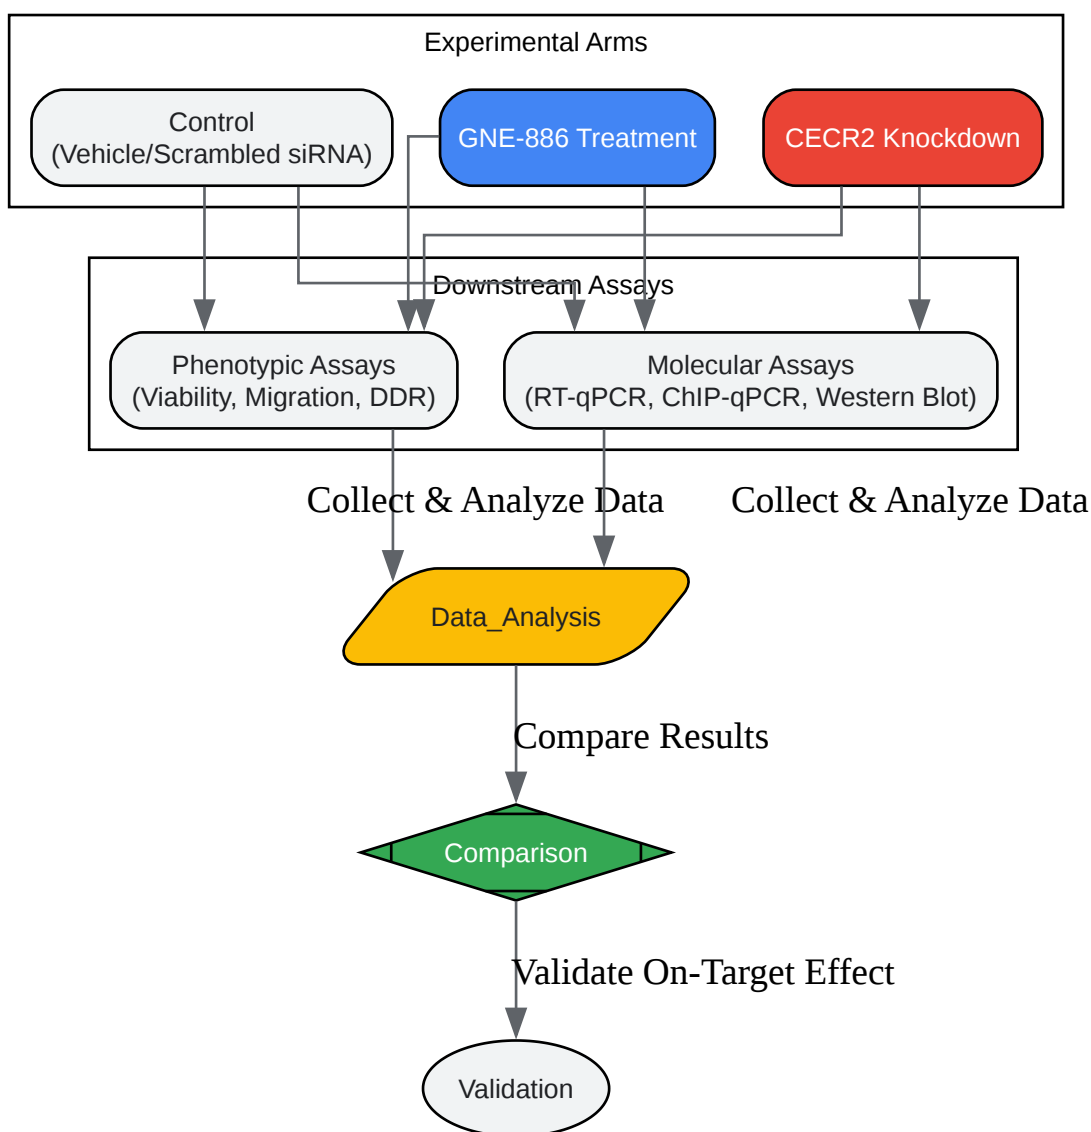 Experimental Arms
Control
(Vehicle/Scrambled siRNA)
GNE-886 Treatment
CECR2 Knockdown
Downstream Assays
Phenotypic Assays
(Viability, Migration, DDR)
Molecular Assays
(RT-qPCR, ChIP-qPCR, Western Blot)
Collect & Analyze Data
Collect & Analyze Data
Data_Analysis
Compare Results
Comparison
Validate On-Target Effect
Validation